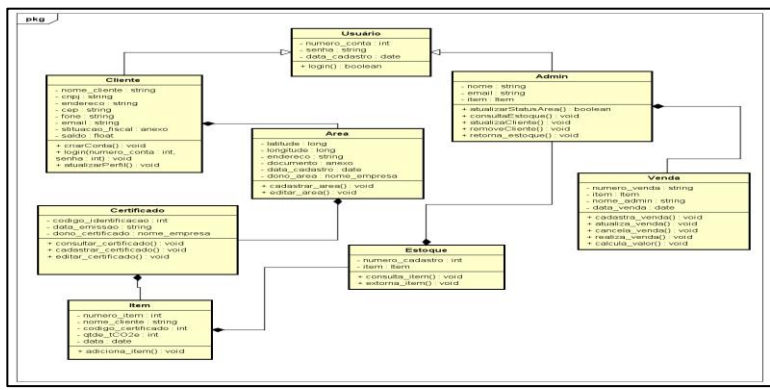 pkg
Usuário
- numero_conta : int
- senha : string
- data_cadastro : date
+ login() : boolean
Cliente
- nome_cliente : string
- cnpj : string
- endereco : string
- cep : string
- fone : string
- email : string
- stituacao_fiscal : anexo
- saldo : float
+ criarConta() : void
+ login(numero_conta : int,
senha : int) : void
+ atualizarPerfil() : void
Admin
- nome : string
- email : string
- item : Item
+ atualizarStatusArea() : boolean
+ consultaEstoque() : void
+ atualizaCliente() : void
+ removeCliente() : void
+ retorna_estoque() : void
Area
- latitude : long
- longitude : long
- endereco : string
- documento : anexo
- data_cadastro : date
- dono_area : nome_empresa
+ cadastrar_area() : void
+ editar_area() : void
Venda
- numero_venda : string
- item : Item
- nome_admin : string
- data_venda : date
+ cadastra_venda() : void
+ atualiza_venda() : void
+ cancela_venda() : void
+ realiza_venda() : void
+ calcula_valor() : void
Certificado
- codigo_identificacao : int
- data_emissao : string
- dono_certificado : nome_empresa
+ consultar_certificado() : void
+ cadastrar_certificado() : void
+ editar_certificado() : void
Estoque
- numero_cadastro : int
- item : Item
+ consulta_item() : void
+ extorna_item() : void
Item
- numero_item : int
- nome_cliente : string
- codigo_certificado : int
- qtde_tCO2e : int
- data : date
+ adiciona_item() : void